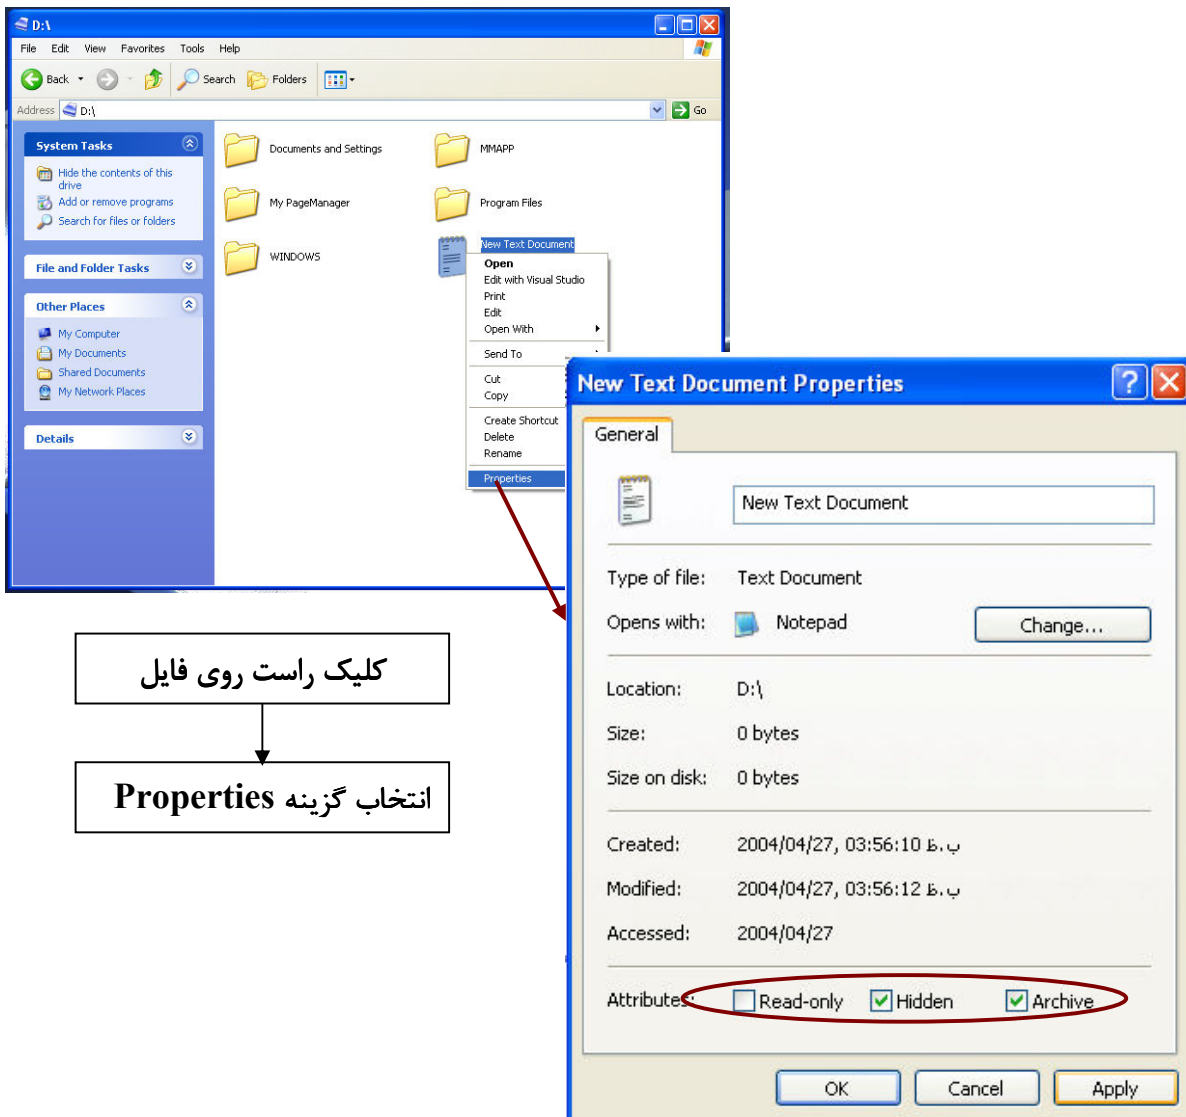 D:\
File Edit View Favorites Tools Help
Back Search Folders
Address D:\ Go
System Tasks
Hide the contents of this
drive
Add or remove programs
Search for files or folders
File and Folder Tasks
Other Places
My Computer
My Documents
Shared Documents
My Network Places
Details
Documents and Settings
MMAPP
My PageManager
Program Files
WINDOWS
New Text Document
Open
Edit with Visual Studio
Print
Edit
Open With
Send To
Cut
Copy
Create Shortcut
Delete
Rename
Properties
New Text Document Properties
General
New Text Document
Type of file: Text Document
Opens with: Notepad Change...
Location: D:\
Size: 0 bytes
Size on disk: 0 bytes
Created: 2004/04/27, 03:56:10 ب.ظ
Modified: 2004/04/27, 03:56:12 ب.ظ
Accessed: 2004/04/27
Attributes: Read-only Hidden Archive
OK Cancel Apply
کلیک راست روی فایل
انتخاب گزینه Properties